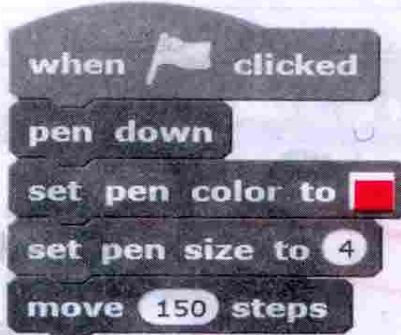 when clicked
pen down
set pen color to
set pen size to 4
move 150 steps